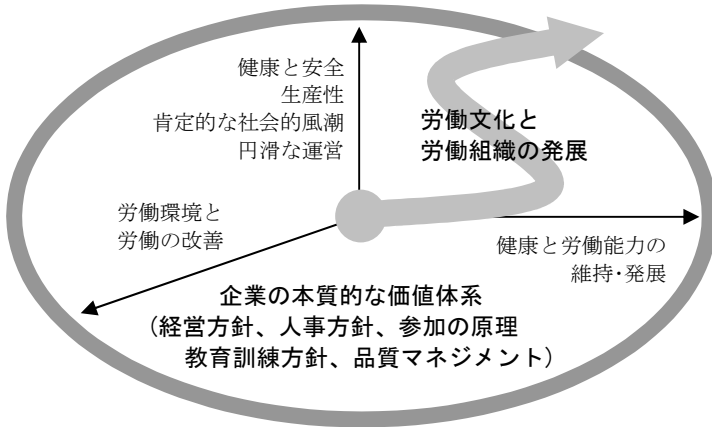 健康と安全
生産性
肯定的な社会的風潮
円滑な運営
労働文化と
労働組織の発展
労働環境と
労働の改善
健康と労働能力の
維持･発展
企業の本質的な価値体系
（経営方針、人事方針、参加の原理
教育訓練方針、品質マネジメント）